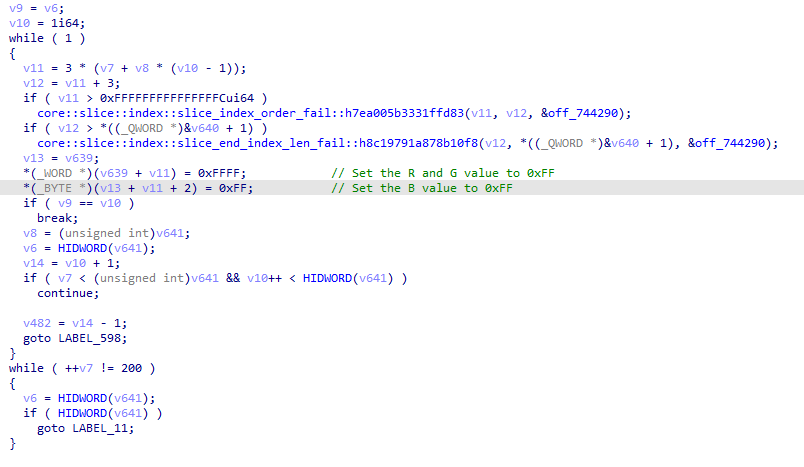 v9 = v6;
v10 = 1i64;
while ( 1 )
{
v11 = 3 * (v7 + v8 * (v10 - 1));
v12 = v11 + 3;
if ( v11 > 0xFFFFFFFFFFFFFFFCui64 )
core::slice::index::slice_index_order_fail::h7ea005b3331ffd83(v11, v12, &off_744290);
if ( v12 > *((_QWORD *)&v640 + 1) )
core::slice::index::slice_end_index_len_fail::h8c19791a878b10f8(v12, *((_QWORD *)&v640 + 1), &off_744290);
v13 = v639;
*(_WORD *)(v639 + v11) = 0xFFFF; // Set the R and G value to 0xFF
*(_BYTE *)(v13 + v11 + 2) = 0xFF; // Set the B value to 0xFF
if ( v9 == v10 )
break;
v8 = (unsigned int)v641;
v6 = HIDWORD(v641);
v14 = v10 + 1;
if ( v7 < (unsigned int)v641 && v10++ < HIDWORD(v641) )
continue;
v482 = v14 - 1;
goto LABEL_598;
}
while ( ++v7 != 200 )
{
v6 = HIDWORD(v641);
if ( HIDWORD(v641) )
goto LABEL_11;
}